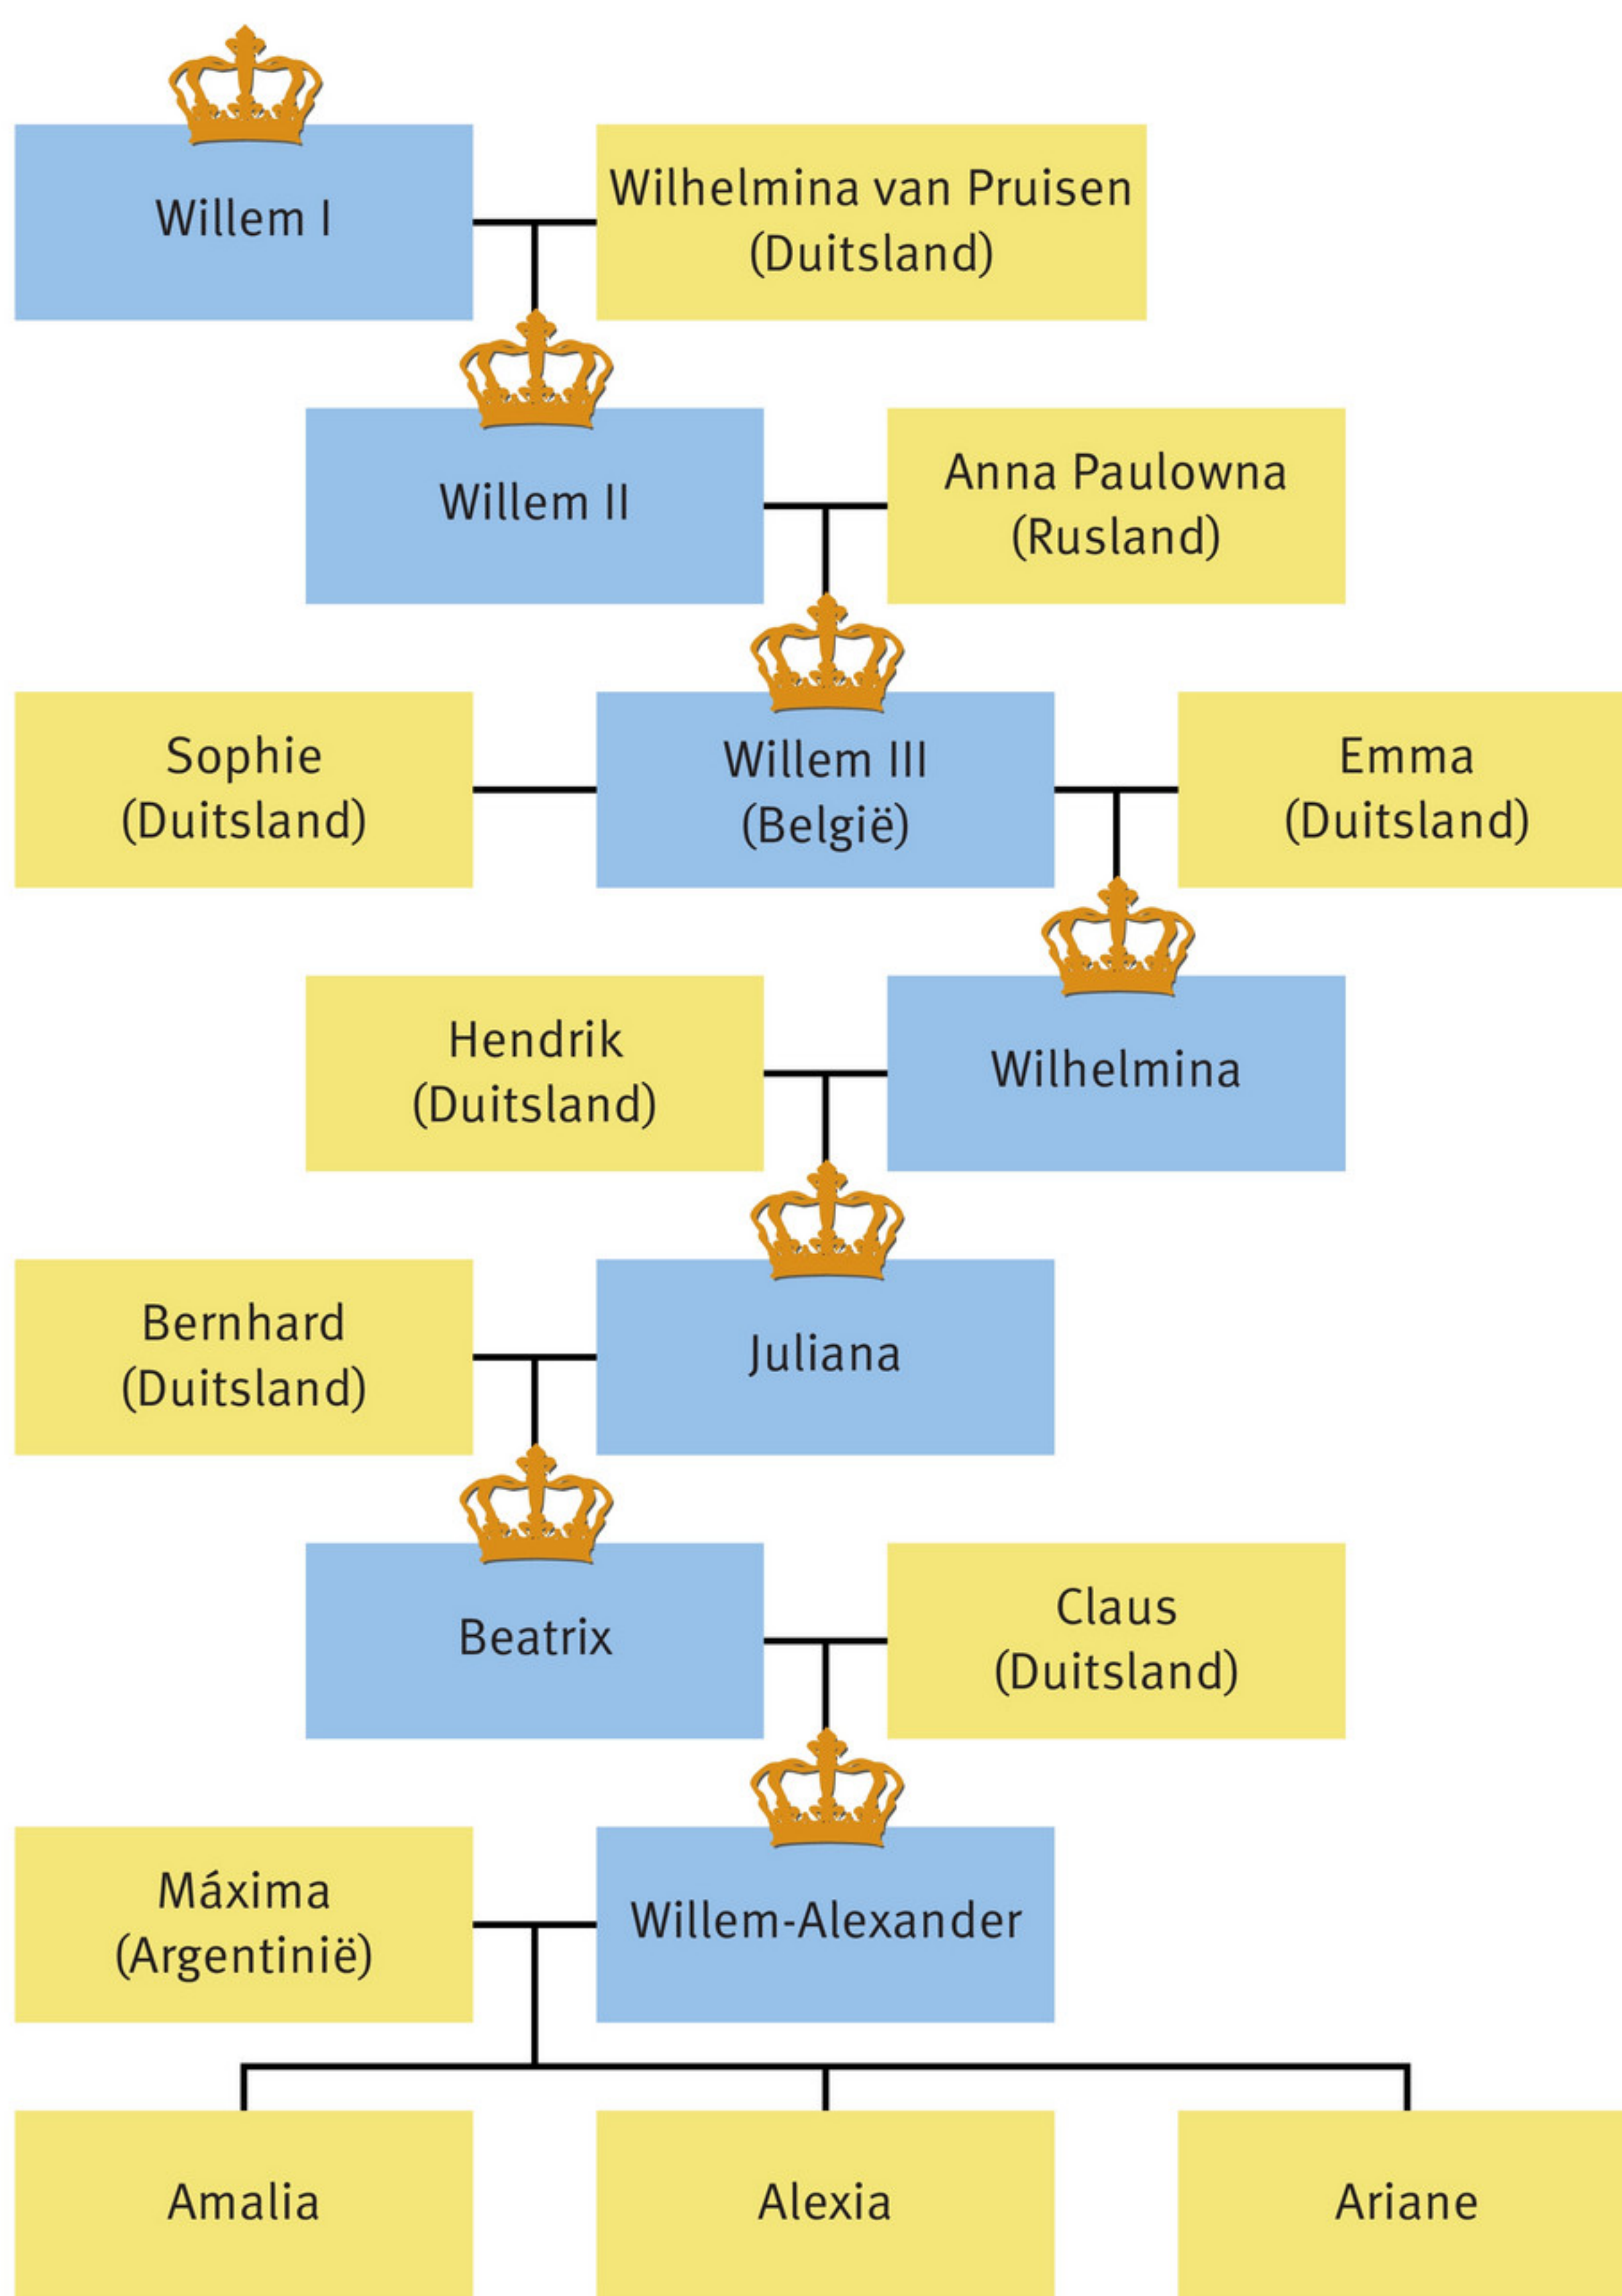 Willem I
Wilhelmina van Pruisen
(Duitsland)
Willem II
Anna Paulowna
(Rusland)
Sophie
(Duitsland)
Willem III
(België)
Emma
(Duitsland)
Hendrik
(Duitsland)
Wilhelmina
Bernhard
(Duitsland)
Juliana
Beatrix
Claus
(Duitsland)
Máxima
(Argentinië)
Willem-Alexander
Amalia
Alexia
Ariane